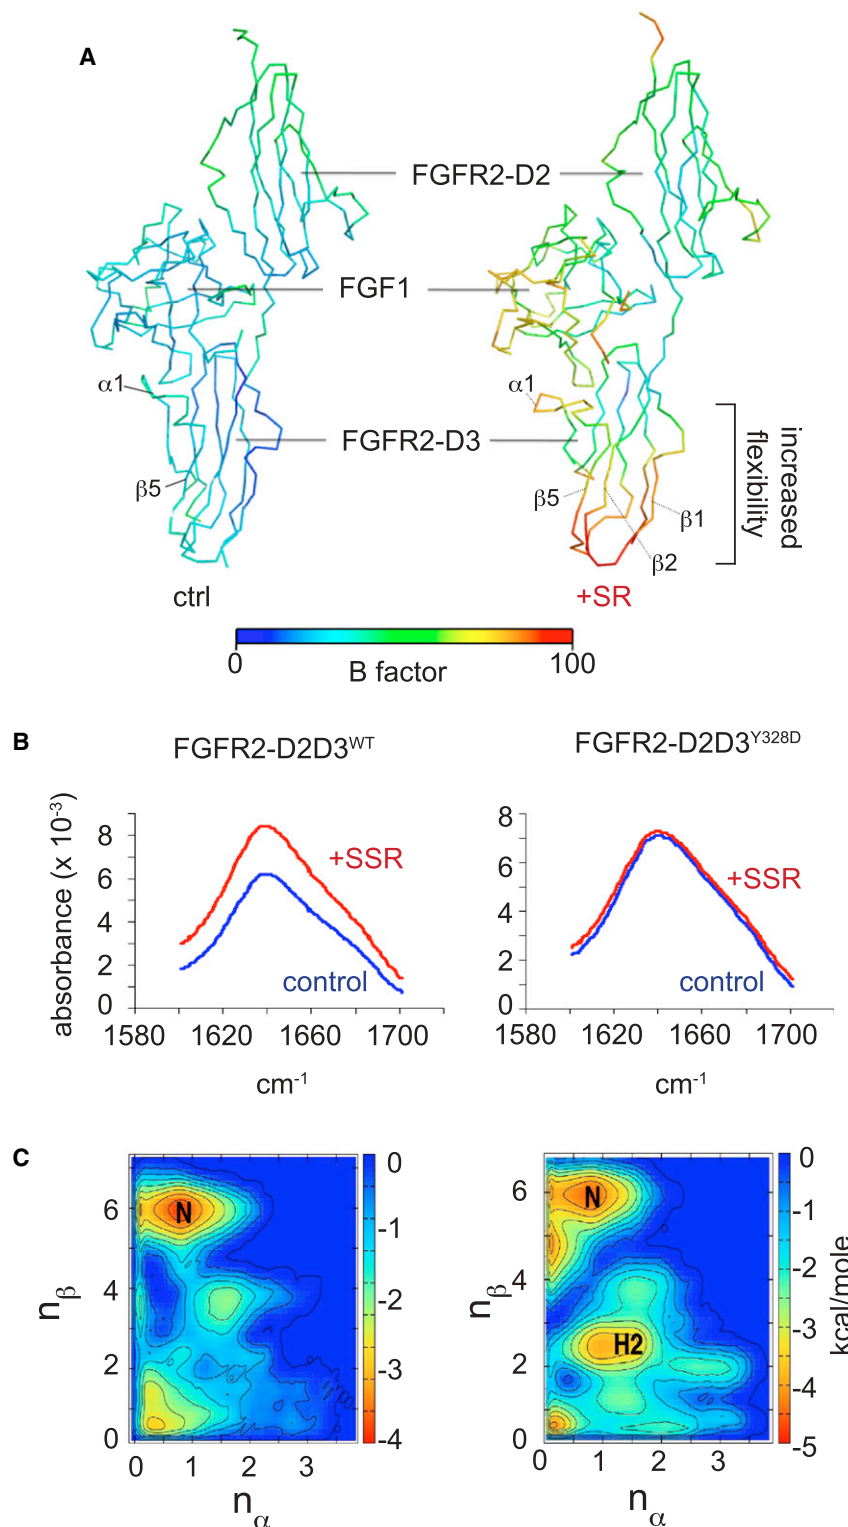 A
FGFR2-D2
FGF1
α1
α1
FGFR2-D3
β5
β5
β1
β2
increased
flexibility
ctrl
+SR
0
100
B factor
B
FGFR2-D2D3WT
FGFR2-D2D3Y328D
absorbance (x 10-3)
8
6
4
2
0
+SSR
control
1580 1620 1660 1700
cm-1
8
6
4
2
0
+SSR
control
1580 1620 1660 1700
cm-1
C
nβ
6
4
2
0
N
0 1 2 3
nα
0
-1
-2
-3
-4
nβ
6
4
2
0
N
H2
0 1 2 3
nα
0
-1
-2
-3
-4
-5
kcal/mole